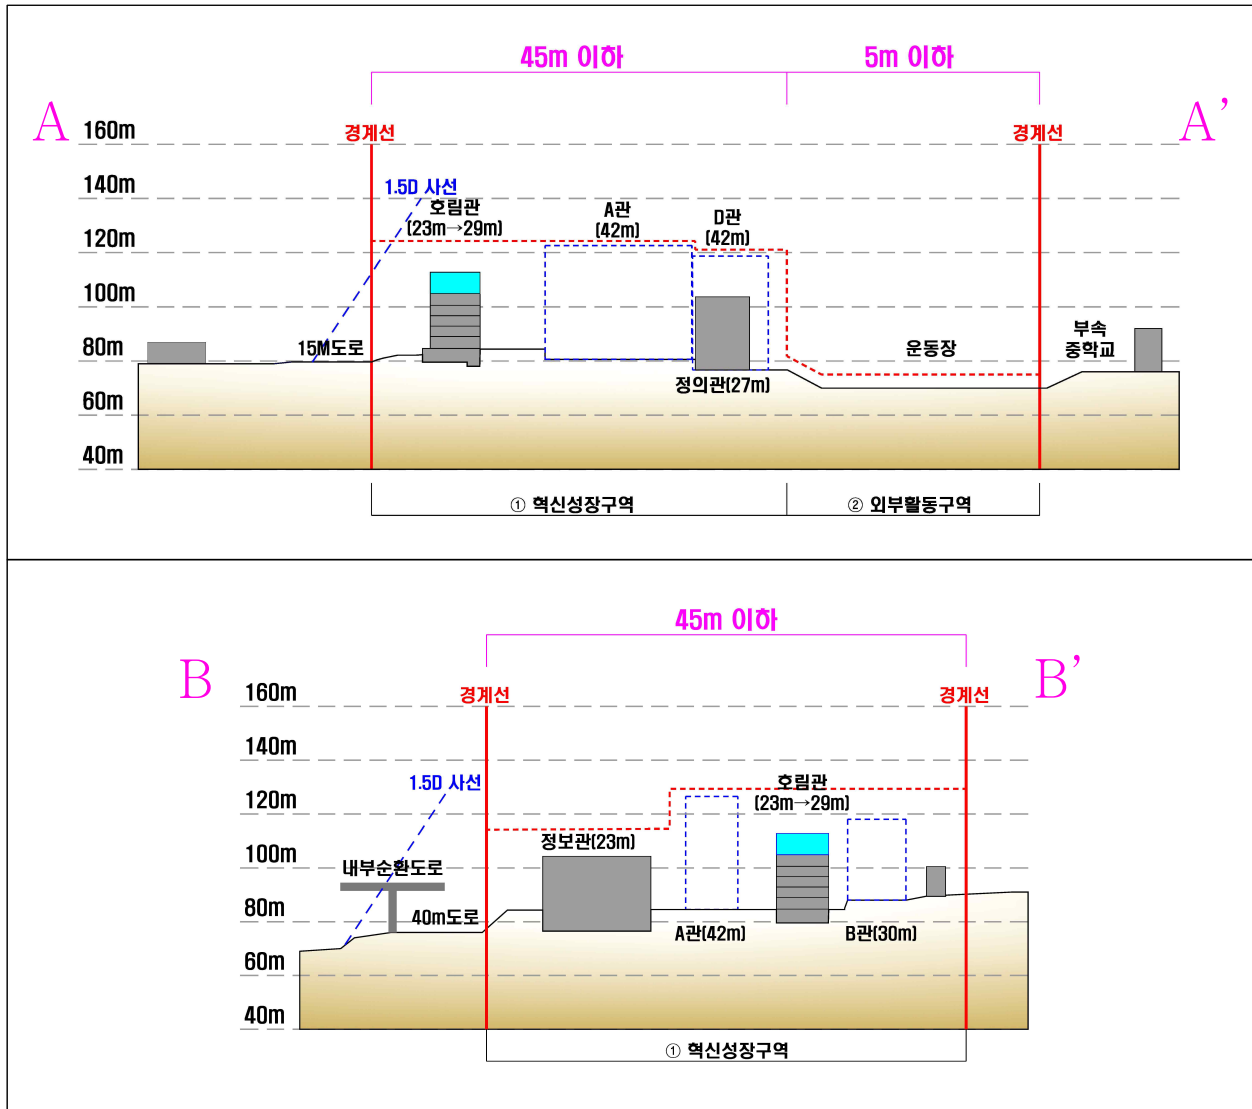 45m 이하
5m 이하
A
A'
160m
경계선
경계선
140m
1.5D 사선
호림관
(23m→29m)
A관
(42m)
D관
(42m)
120m
100m
80m
15M도로
운동장
부속
중학교
정의관(27m)
60m
40m
① 혁신성장구역
② 외부활동구역
45m 이하
B
B'
160m
경계선
경계선
140m
1.5D 사선
호림관
(23m→29m)
120m
정보관(23m)
100m
내부순환도로
80m
40m도로
A관(42m)
B관(30m)
60m
40m
① 혁신성장구역